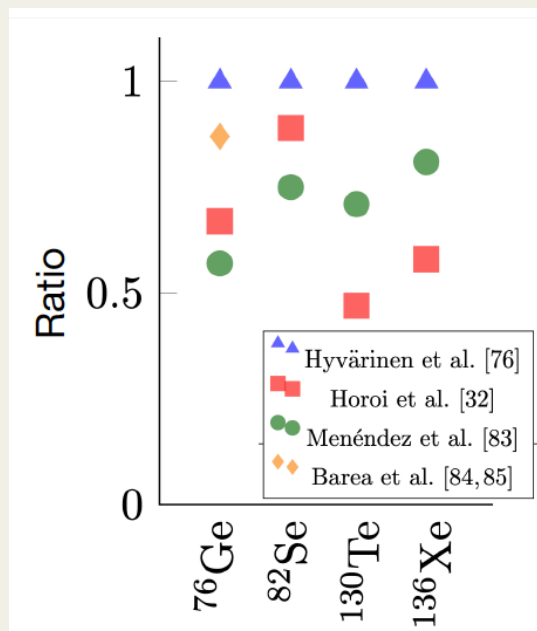 1
0.5
0
Ratio
Hyvärinen et al. [76]
Horoi et al. [32]
Menéndez et al. [83]
Barea et al. [84,85]
⁷⁶Ge
⁸²Se
¹³⁰Te
¹³⁶Xe